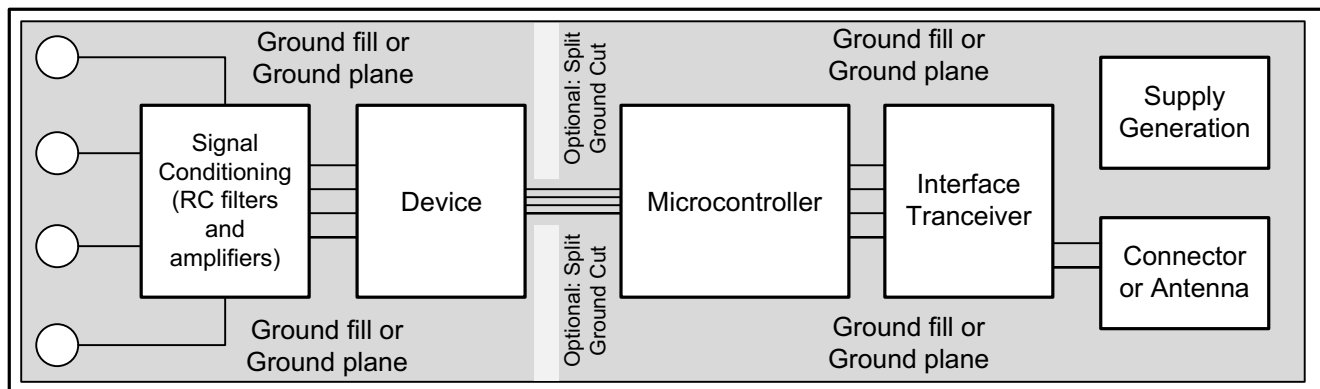 Ground fill or
Ground plane
Optional: Split
Ground Cut
Ground fill or
Ground plane
Supply
Generation
Signal
Conditioning
(RC filters
and
amplifiers)
Device
Microcontroller
Interface
Tranceiver
Connector
or Antenna
Ground fill or
Ground plane
Optional: Split
Ground Cut
Ground fill or
Ground plane